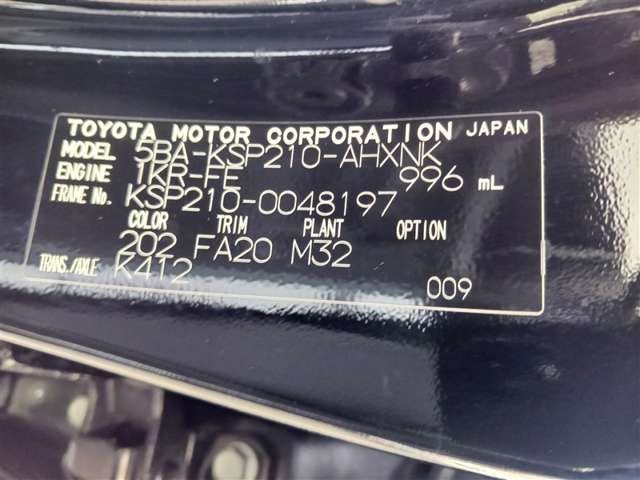 TOYOTA MOTOR CORPORATION JAPAN
MODEL 5BA-KSP210-AHXNK
ENGINE 1KR-FE 996 mL
FRAME No. KSP210-0048197
COLOR TRIM PLANT OPTION
202 FA20 M32
TRANS./AXLE K412
009